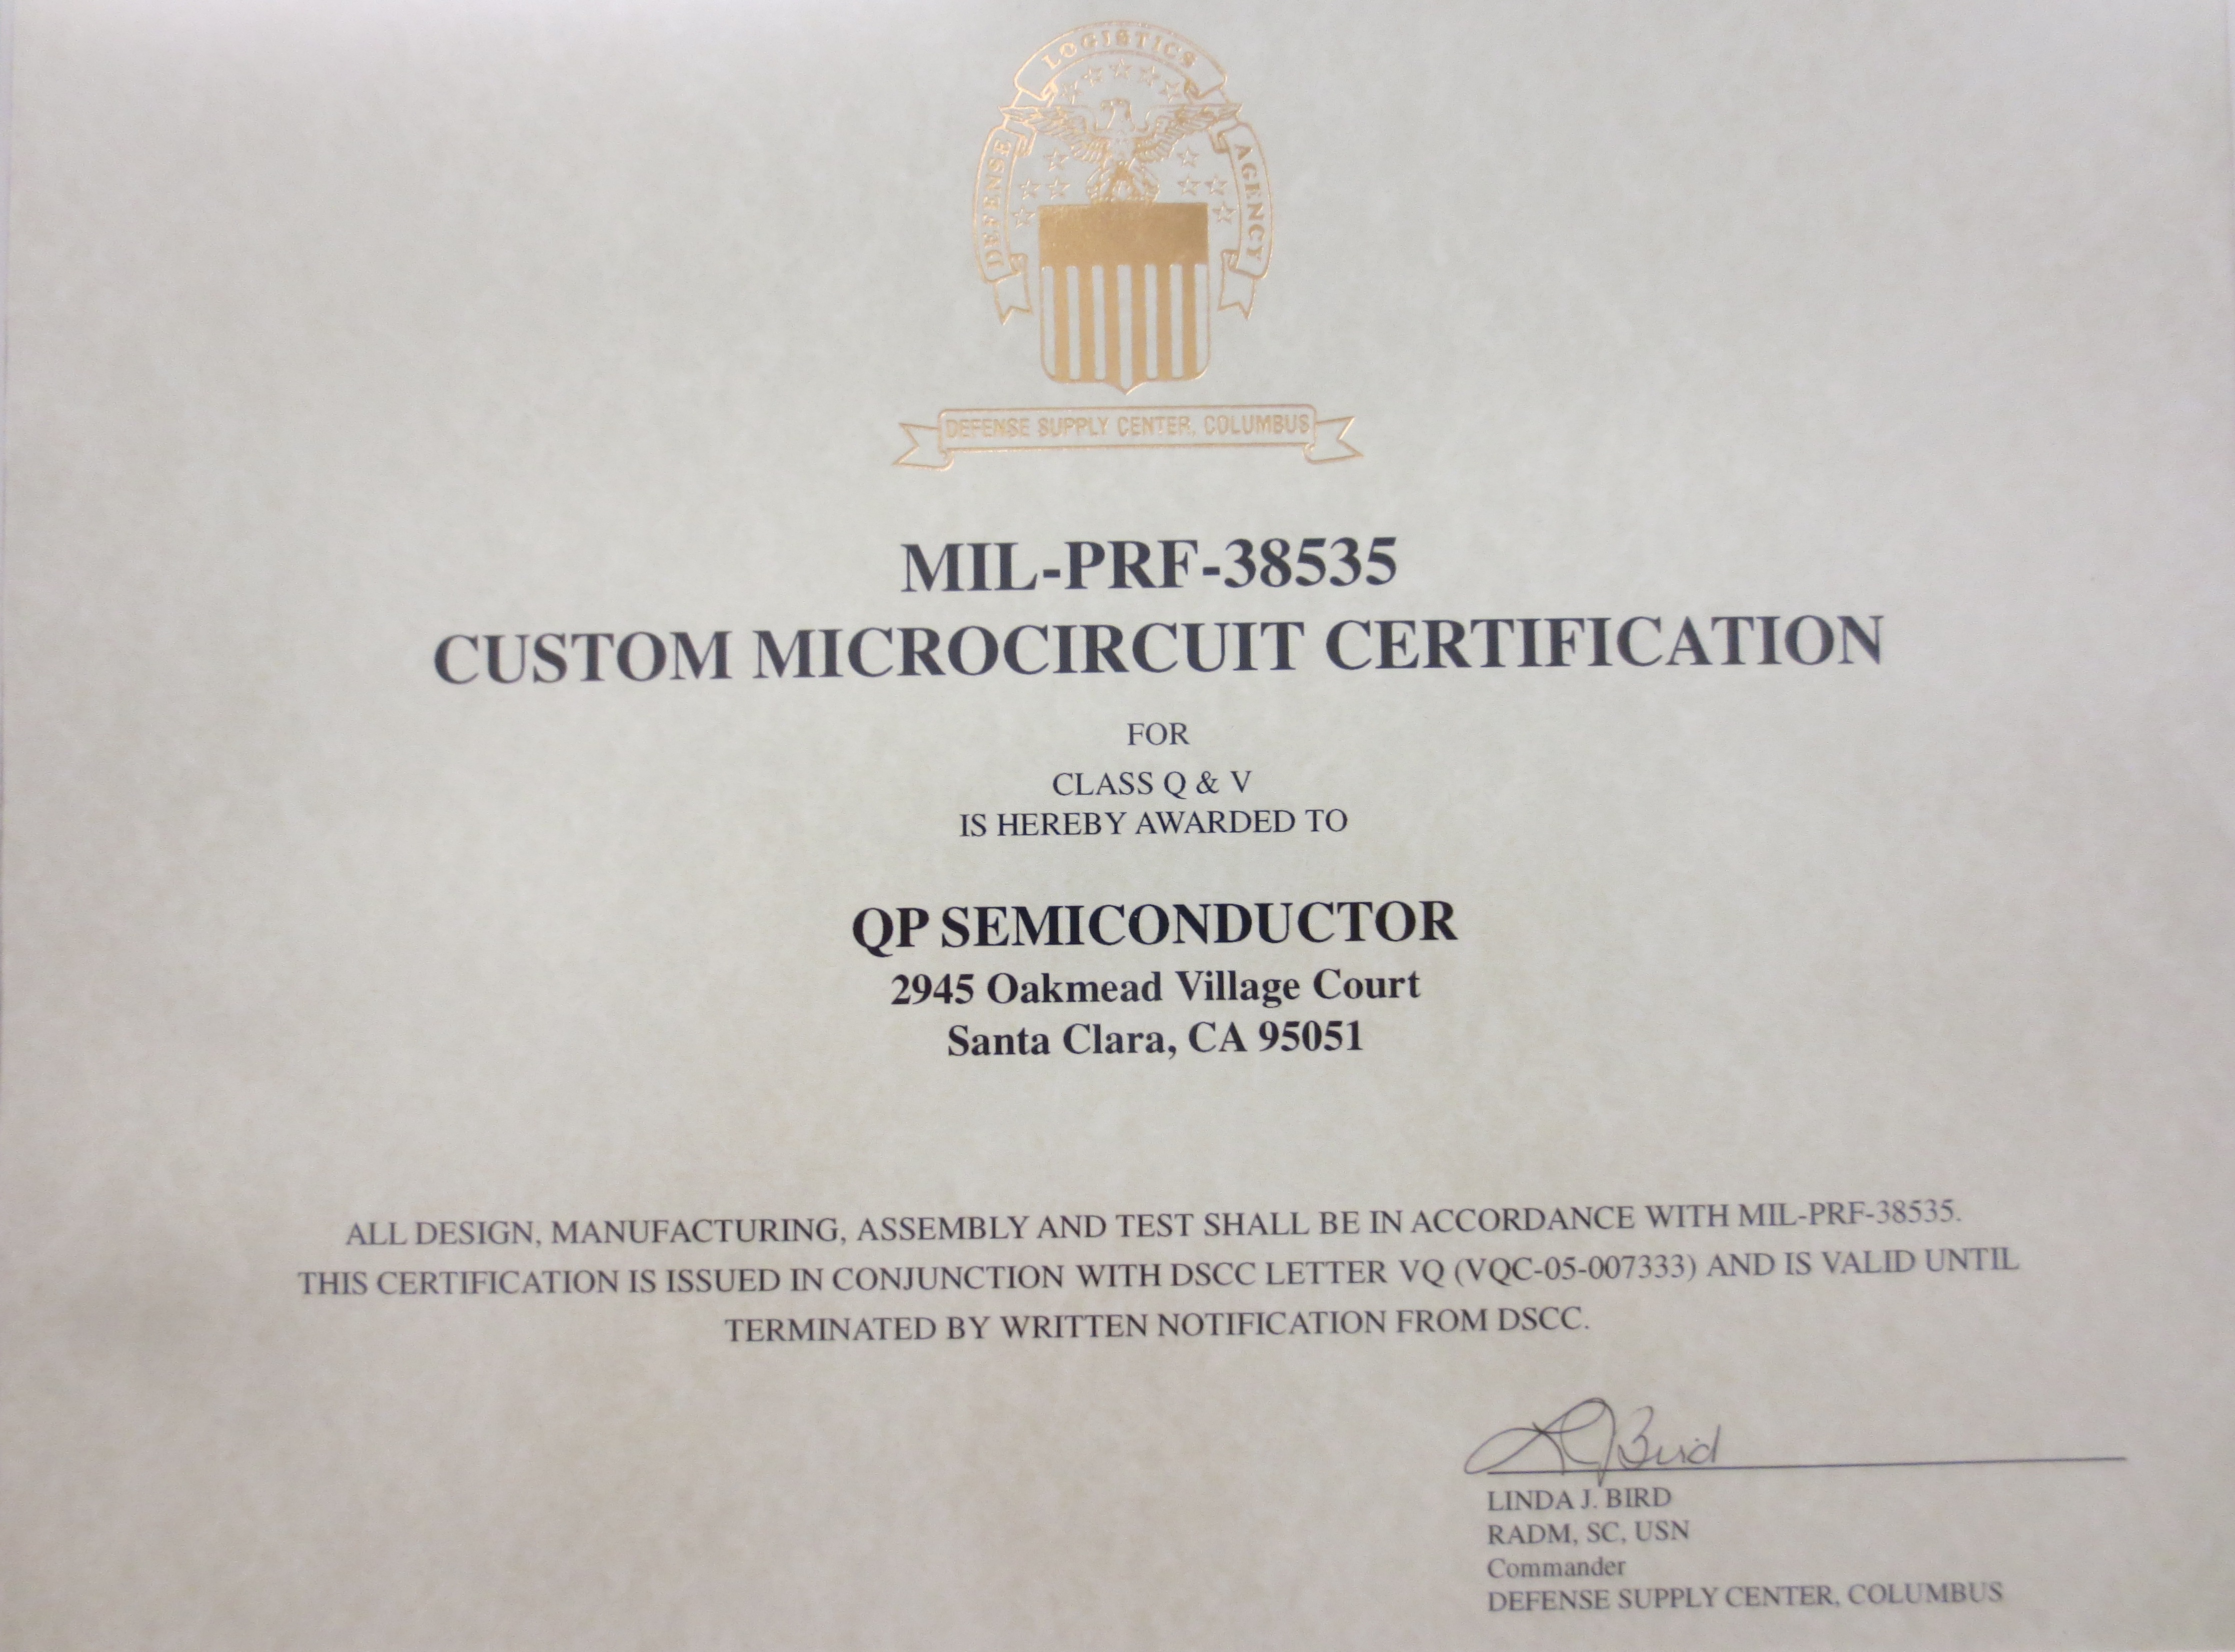 DEFENSE LOGISTICS AGENCY
DEFENSE SUPPLY CENTER, COLUMBUS
MIL-PRF-38535
CUSTOM MICROCIRCUIT CERTIFICATION
FOR
CLASS Q & V
IS HEREBY AWARDED TO
QP SEMICONDUCTOR
2945 Oakmead Village Court
Santa Clara, CA 95051
ALL DESIGN, MANUFACTURING, ASSEMBLY AND TEST SHALL BE IN ACCORDANCE WITH MIL-PRF-38535.
THIS CERTIFICATION IS ISSUED IN CONJUNCTION WITH DSCC LETTER VQ (VQC-05-007333) AND IS VALID UNTIL
TERMINATED BY WRITTEN NOTIFICATION FROM DSCC.
L J Bird
LINDA J. BIRD
RADM, SC, USN
Commander
DEFENSE SUPPLY CENTER, COLUMBUS